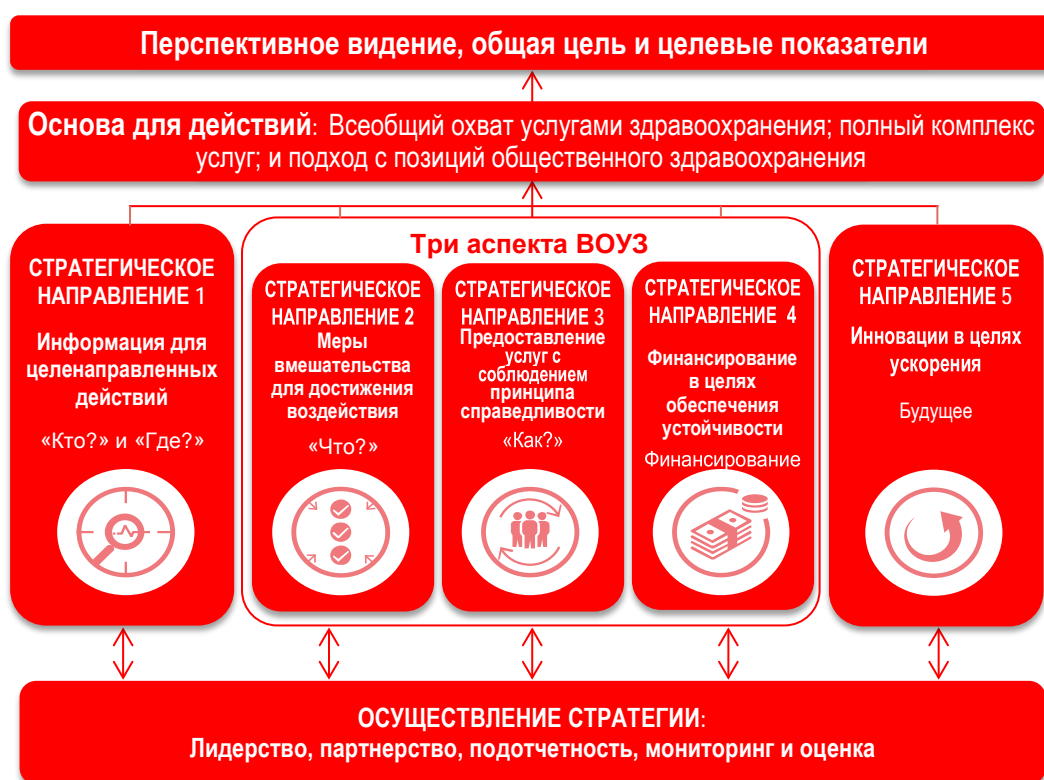 Перспективное видение, общая цель и целевые показатели
Основа для действий: Всеобщий охват услугами здравоохранения; полный комплекс
услуг; и подход с позиций общественного здравоохранения
СТРАТЕГИЧЕСКОЕ
НАПРАВЛЕНИЕ 1
Информация для
целенаправленных
действий
«Кто?» и «Где?»
Три аспекта ВОУЗ
СТРАТЕГИЧЕСКОЕ
НАПРАВЛЕНИЕ 2
Меры
вмешательства
для достижения
воздействия
«Что?»
СТРАТЕГИЧЕСКОЕ
НАПРАВЛЕНИЕ 3
Предоставление
услуг с
соблюдением
принципа
справедливости
«Как?»
СТРАТЕГИЧЕСКОЕ
НАПРАВЛЕНИЕ 4
Финансирование
в целях
обеспечения
устойчивости
Финансирование
СТРАТЕГИЧЕСКОЕ
НАПРАВЛЕНИЕ 5
Инновации в целях
ускорения
Будущее
ОСУЩЕСТВЛЕНИЕ СТРАТЕГИИ:
Лидерство, партнерство, подотчетность, мониторинг и оценка